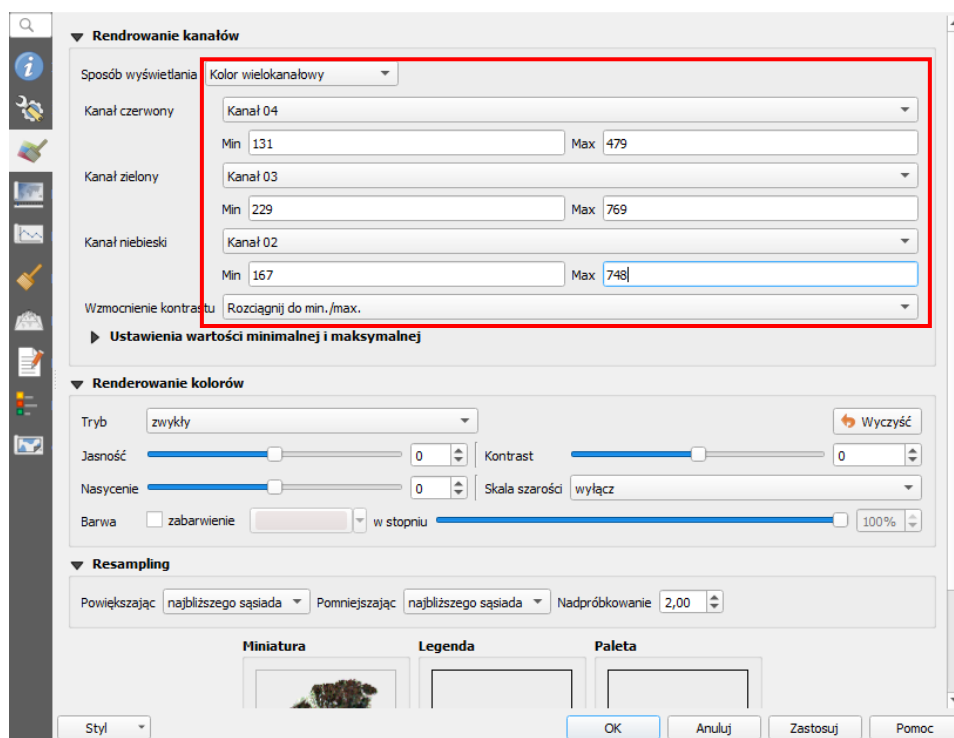 Rendrowanie kanałów
Sposób wyświetlania Kolor wielokanałowy
Kanał czerwony Kanał 04
Min 131 Max 479
Kanał zielony Kanał 03
Min 229 Max 769
Kanał niebieski Kanał 02
Min 167 Max 748
Wzmocnienie kontrastu Rozciągnij do min./max.
Ustawienia wartości minimalnej i maksymalnej
Renderowanie kolorów
Tryb zwykły Wyczyść
Jasność 0 Kontrast 0
Nasycenie 0 Skala szarości wyłącz
Barwa zabarwienie w stopniu 100%
Resampling
Powiększając najbliższego sąsiada Pomniejszając najbliższego sąsiada Nadpróbkowanie 2,00
Miniatura Legenda Paleta
Styl OK Anuluj Zastosuj Pomoc